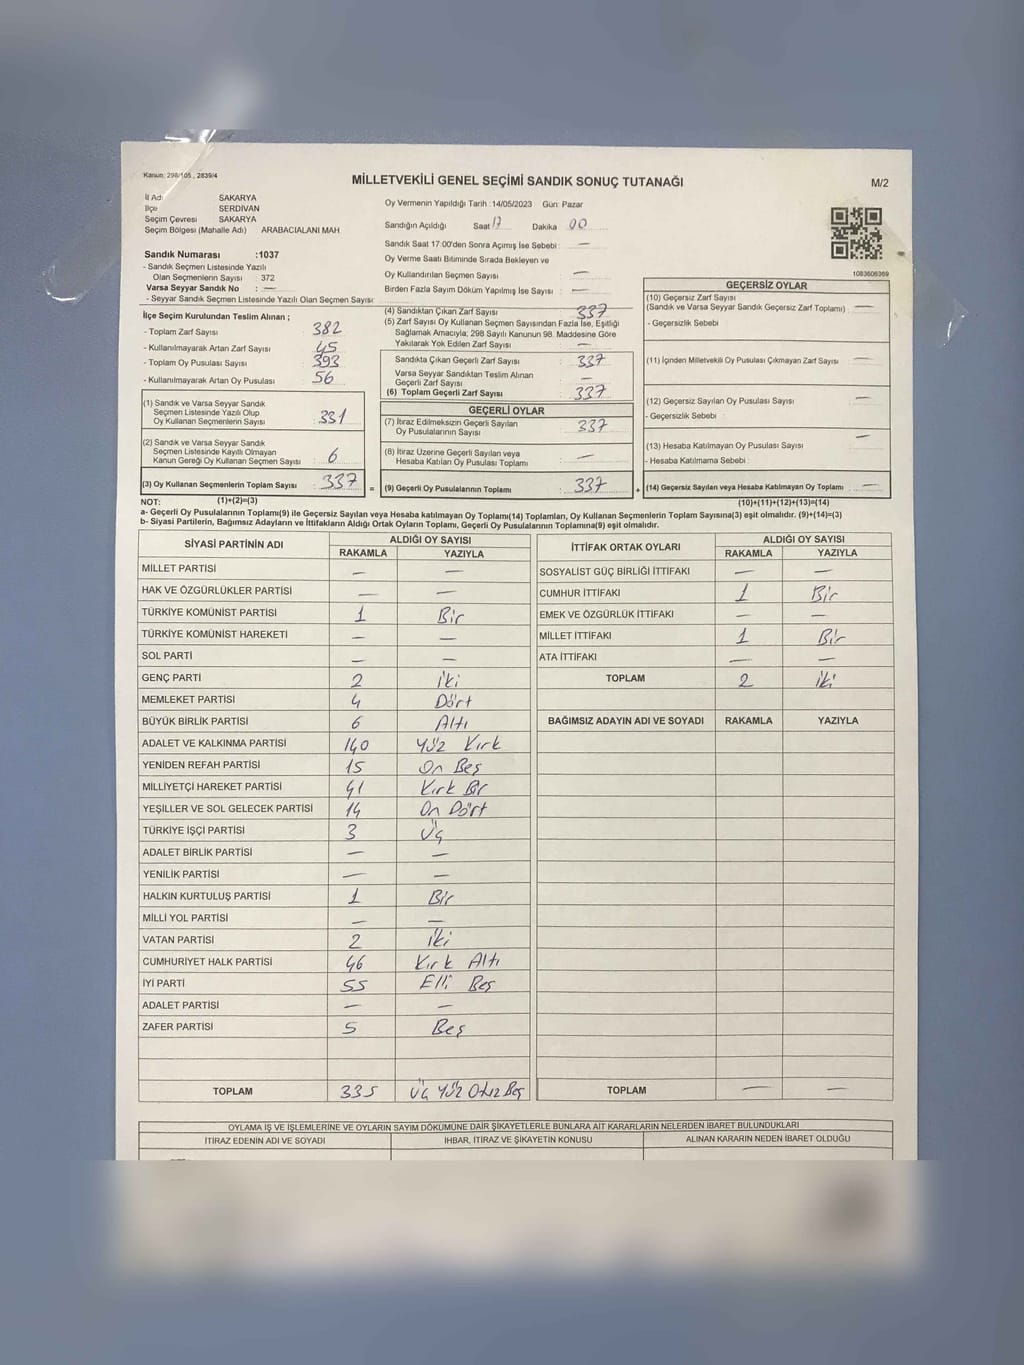 Kanun: 298/105 , 2839/4
MİLLETVEKİLİ GENEL SEÇİMİ SANDIK SONUÇ TUTANAĞI
M/2
İl Adı SAKARYA
İlçe SERDİVAN
Seçim Çevresi SAKARYA
Seçim Bölgesi (Mahalle Adı) ARABACIALANI MAH.
Sandık Numarası :1037
- Sandık Seçmen Listesinde Yazılı
Olan Seçmenlerin Sayısı : 372
Varsa Seyyar Sandık No : —
- Seyyar Sandık Seçmen Listesinde Yazılı Olan Seçmen Sayısı:
İlçe Seçim Kurulundan Teslim Alınan ;
- Toplam Zarf Sayısı 382
- Kullanılmayarak Artan Zarf Sayısı 45
- Toplam Oy Pusulası Sayısı 393
- Kullanılmayarak Artan Oy Pusulası 56
(1) Sandık ve Varsa Seyyar Sandık
Seçmen Listesinde Yazılı Olup
Oy Kullanan Seçmenlerin Sayısı : 331
(2) Sandık ve Varsa Seyyar Sandık
Seçmen Listesinde Kayıtlı Olmayan
Kanun Gereği Oy Kullanan Seçmen Sayısı : 6
(3) Oy Kullanan Seçmenlerin Toplam Sayısı : 337 =
Oy Vermenin Yapıldığı Tarih :14/05/2023 Gün: Pazar
Sandığın Açıldığı Saat 17 Dakika 00
Sandık Saat 17:00'den Sonra Açımış İse Sebebi : —
Oy Verme Saati Bitiminde Sırada Bekleyen ve
Oy Kullandırılan Seçmen Sayısı : —
Birden Fazla Sayım Döküm Yapılmış İse Sayısı : —
(4) Sandıktan Çıkan Zarf Sayısı : 337
(5) Zarf Sayısı Oy Kullanan Seçmen Sayısından Fazla İse, Eşitliği
Sağlamak Amacıyla; 298 Sayılı Kanunun 98. Maddesine Göre
Yakılarak Yok Edilen Zarf Sayısı : —
Sandıkta Çıkan Geçerli Zarf Sayısı : 337
Varsa Seyyar Sandıktan Teslim Alınan
Geçerli Zarf Sayısı : —
(6) Toplam Geçerli Zarf Sayısı : 337
GEÇERLİ OYLAR
(7) İtiraz Edilmeksizin Geçerli Sayılan
Oy Pusulalarının Sayısı : 337
(8) İtiraz Üzerine Geçerli Sayılan veya
Hesaba Katılan Oy Pusulası Toplamı : —
(9) Geçerli Oy Pusulalarının Toplamı : 337 +
1083606369
GEÇERSİZ OYLAR
(10) Geçersiz Zarf Sayısı
(Sandık ve Varsa Seyyar Sandık Geçersiz Zarf Toplamı) : —
- Geçersizlik Sebebi
(11) İçinden Milletvekili Oy Pusulası Çıkmayan Zarf Sayısı : —
(12) Geçersiz Sayılan Oy Pusulası Sayısı : —
- Geçersizlik Sebebi :
(13) Hesaba Katılmayan Oy Pusulası Sayısı : —
- Hesaba Katılmama Sebebi :
(14) Geçersiz Sayılan veya Hesaba Katılmayan Oy Toplamı : —
NOT: (1)+(2)=(3) (10)+(11)+(12)+(13)=(14)
a- Geçerli Oy Pusulalarının Toplamı(9) ile Geçersiz Sayılan veya Hesaba katılmayan Oy Toplamı(14) Toplamları, Oy Kullanan Seçmenlerin Toplam Sayısına(3) eşit olmalıdır. (9)+(14)=(3)
b- Siyasi Partilerin, Bağımsız Adayların ve İttifakların Aldığı Ortak Oyların Toplamı, Geçerli Oy Pusulalarının Toplamına(9) eşit olmalıdır.
SİYASİ PARTİNİN ADI ALDIĞI OY SAYISI
RAKAMLA YAZIYLA
MİLLET PARTİSİ — —
HAK VE ÖZGÜRLÜKLER PARTİSİ — —
TÜRKİYE KOMÜNİST PARTİSİ 1 Bir
TÜRKİYE KOMÜNİST HAREKETİ — —
SOL PARTİ — —
GENÇ PARTİ 2 İki
MEMLEKET PARTİSİ 4 Dört
BÜYÜK BİRLİK PARTİSİ 6 Altı
ADALET VE KALKINMA PARTİSİ 140 Yüz Kırk
YENİDEN REFAH PARTİSİ 15 On Beş
MİLLİYETÇİ HAREKET PARTİSİ 41 Kırk Bir
YEŞİLLER VE SOL GELECEK PARTİSİ 14 On Dört
TÜRKİYE İŞÇİ PARTİSİ 3 Üç
ADALET BİRLİK PARTİSİ — —
YENİLİK PARTİSİ — —
HALKIN KURTULUŞ PARTİSİ 1 Bir
MİLLİ YOL PARTİSİ — —
VATAN PARTİSİ 2 İki
CUMHURİYET HALK PARTİSİ 46 Kırk Altı
İYİ PARTİ 55 Elli Beş
ADALET PARTİSİ — —
ZAFER PARTİSİ 5 Beş
TOPLAM 335 Üç Yüz Otuz Beş
İTTİFAK ORTAK OYLARI ALDIĞI OY SAYISI
RAKAMLA YAZIYLA
SOSYALİST GÜÇ BİRLİĞİ İTTİFAKI — —
CUMHUR İTTİFAKI 1 Bir
EMEK VE ÖZGÜRLÜK İTTİFAKI — —
MİLLET İTTİFAKI 1 Bir
ATA İTTİFAKI — —
TOPLAM 2 İki
BAĞIMSIZ ADAYIN ADI VE SOYADI RAKAMLA YAZIYLA
TOPLAM — —
OYLAMA İŞ VE İŞLEMLERİNE VE OYLARIN SAYIM DÖKÜMÜNE DAİR ŞİKAYETLERLE BUNLARA AİT KARARLARIN NELERDEN İBARET BULUNDUKLARI
İTİRAZ EDENİN ADI VE SOYADI İHBAR, İTİRAZ VE ŞİKAYETİN KONUSU ALINAN KARARIN NEDEN İBARET OLDUĞU